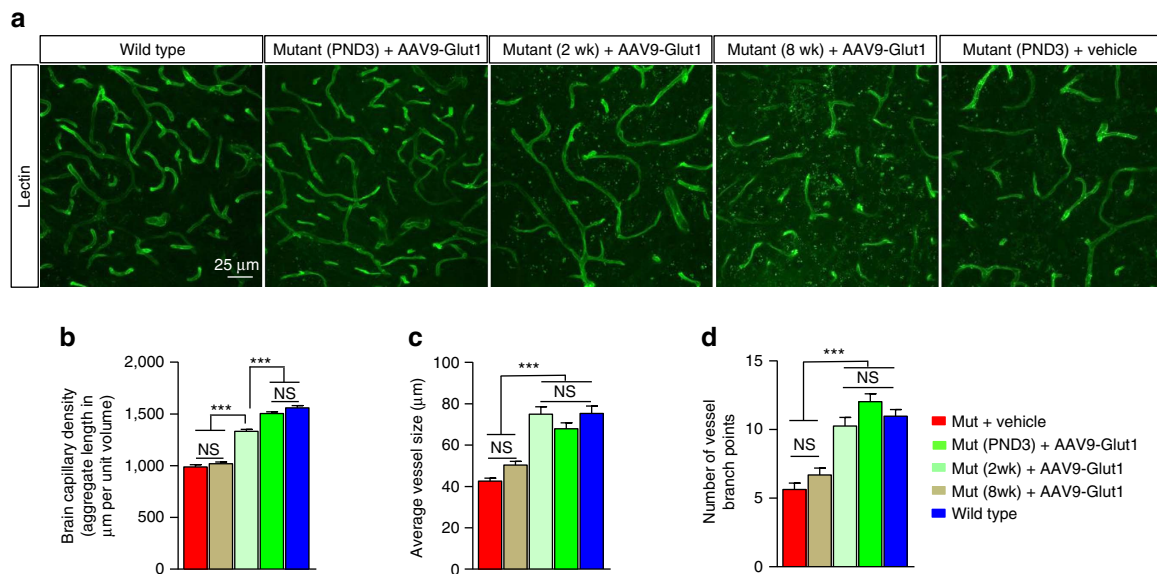 a
Wild type
Mutant (PND3) + AAV9-Glut1
Mutant (2 wk) + AAV9-Glut1
Mutant (8 wk) + AAV9-Glut1
Mutant (PND3) + vehicle
Lectin
25 μm
b
Brain capillary density
(aggregate length in
μm per unit volume)
2,000
1,500
1,000
500
0
NS
***
***
NS
c
Average vessel size (μm)
100
80
60
40
20
0
NS
***
NS
d
Number of vessel
branch points
15
10
5
0
NS
***
NS
Mut + vehicle
Mut (PND3) + AAV9-Glut1
Mut (2wk) + AAV9-Glut1
Mut (8wk) + AAV9-Glut1
Wild type